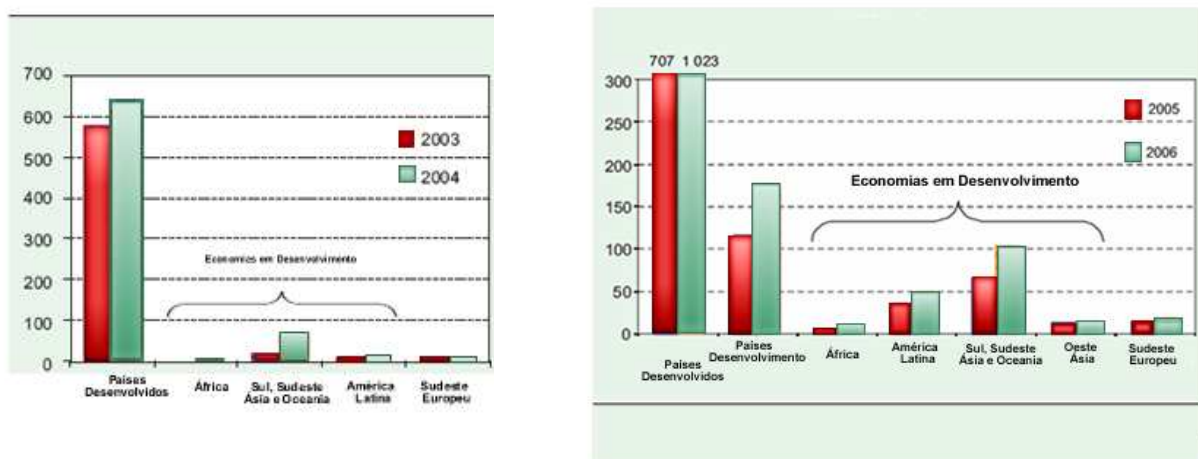 700
600
500
400
300
200
100
0
2003
2004
Economias em Desenvolvimento
Países
Desenvolvidos
África
Sul, Sudeste
Ásia e Oceania
América
Latina
Sudeste
Europeu
707 1 023
300
250
200
150
100
50
0
2005
2006
Economias em Desenvolvimento
Países
Desenvolvidos
Países
Desenvolvimento
África
América
Latina
Sul, Sudeste
Ásia e Oceania
Oeste
Ásia
Sudeste
Europeu